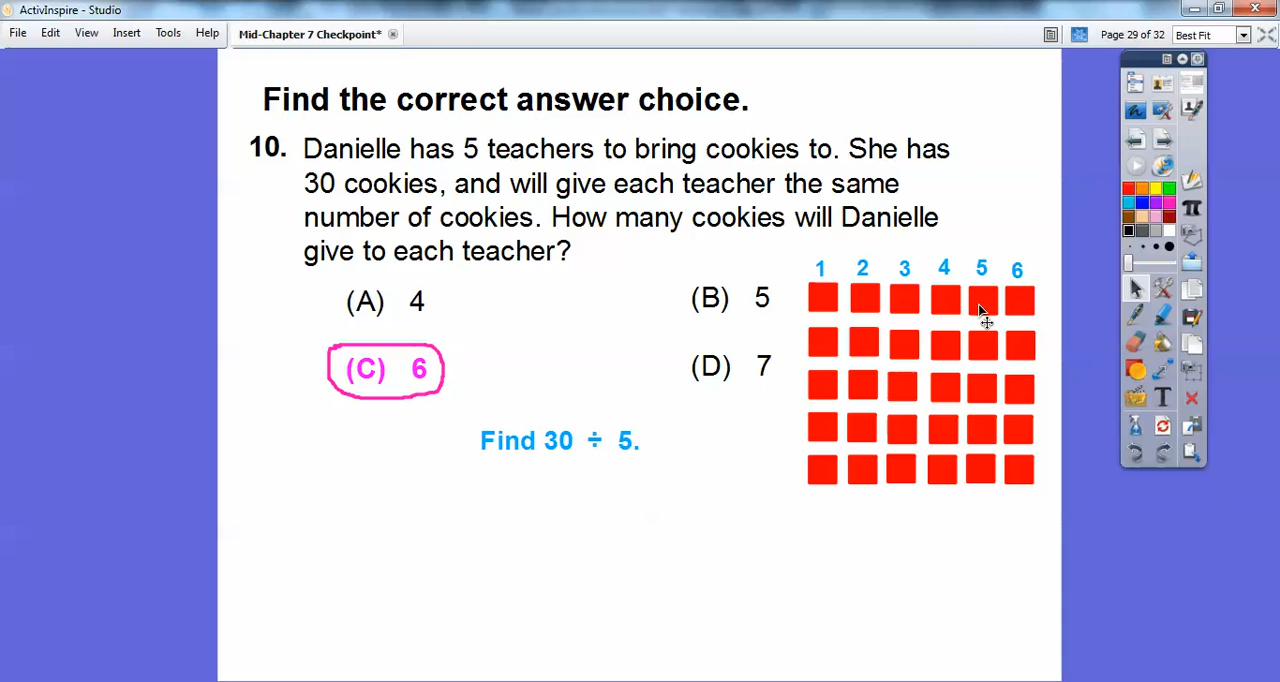 ActivInspire - Studio
File Edit View Insert Tools Help
Mid-Chapter 7 Checkpoint*
Page 29 of 32
Best Fit
Find the correct answer choice.
10. Danielle has 5 teachers to bring cookies to. She has
30 cookies, and will give each teacher the same
number of cookies. How many cookies will Danielle
give to each teacher?
1 2 3 4 5 6
(A) 4
(B) 5
(C) 6
(D) 7
Find 30 ÷ 5.